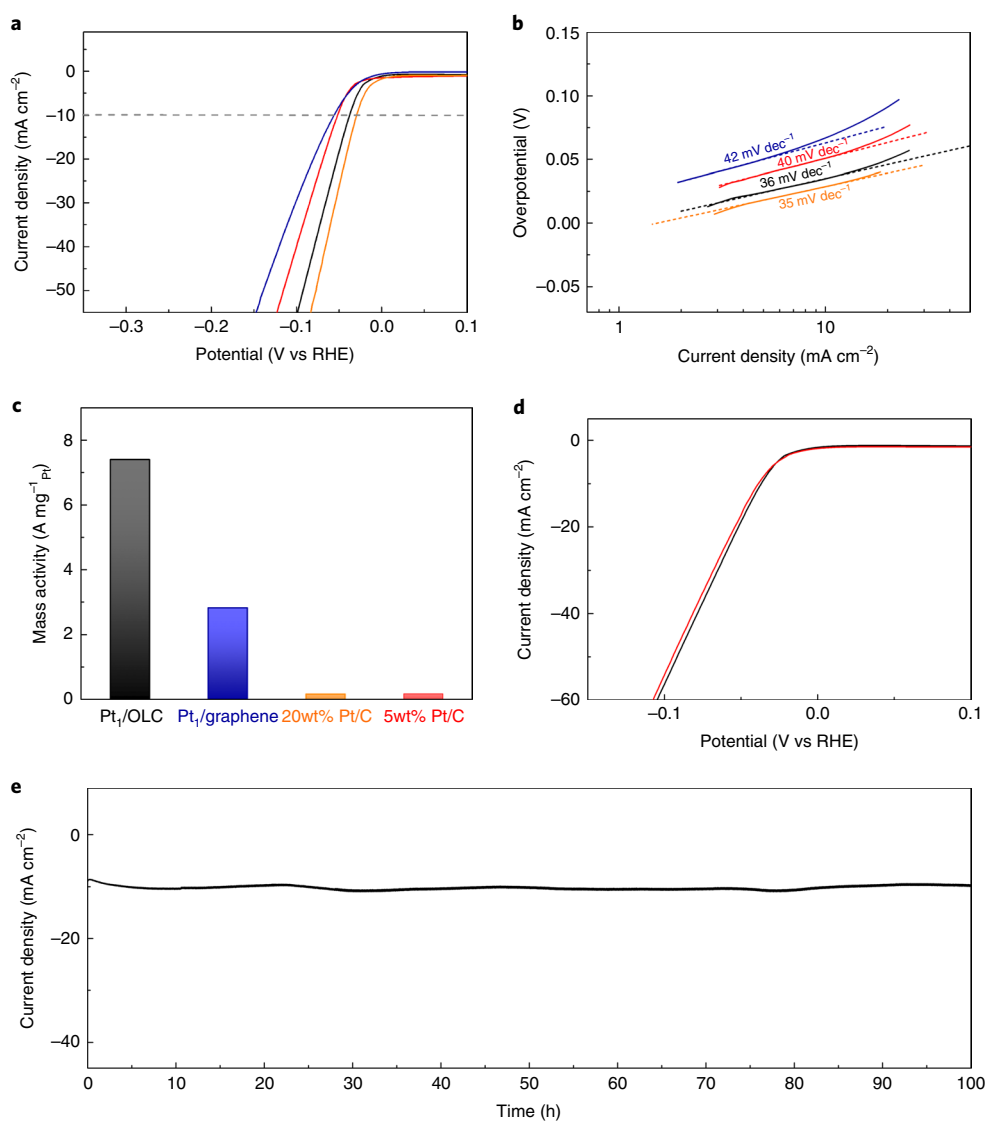 a
Current density (mA cm⁻²)
0
−10
−20
−30
−40
−50
−0.3
−0.2
−0.1
0.0
0.1
Potential (V vs RHE)
b
Overpotential (V)
0.15
0.10
0.05
0.00
−0.05
42 mV dec⁻¹
40 mV dec⁻¹
36 mV dec⁻¹
35 mV dec⁻¹
1
10
Current density (mA cm⁻²)
c
Mass activity (A mg⁻¹Pt)
8
6
4
2
0
Pt₁/OLC
Pt₁/graphene
20wt% Pt/C
5wt% Pt/C
d
Current density (mA cm⁻²)
0
−20
−40
−60
−0.1
0.0
0.1
Potential (V vs RHE)
e
Current density (mA cm⁻²)
0
−20
−40
0
10
20
30
40
50
60
70
80
90
100
Time (h)